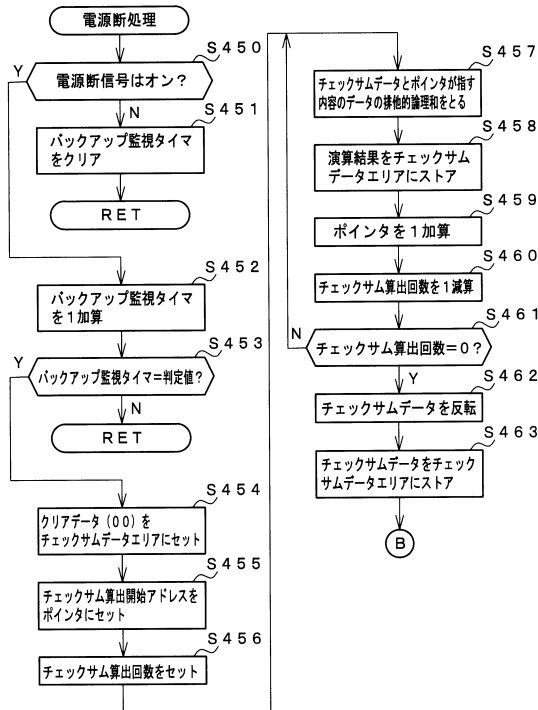 電源断処理
S450
電源断信号はオン?
Y
N
S451
バックアップ監視タイマ
をクリア
RET
S452
バックアップ監視タイマ
を1加算
S453
バックアップ監視タイマ=判定値?
Y
N
RET
S454
クリアデータ(00)を
チェックサムデータエリアにセット
S455
チェックサム算出開始アドレスを
ポインタにセット
S456
チェックサム算出回数をセット
S457
チェックサムデータとポインタが指す
内容のデータの排他的論理和をとる
S458
演算結果をチェックサム
データエリアにストア
S459
ポインタを1加算
S460
チェックサム算出回数を1減算
S461
チェックサム算出回数=0?
N
Y
S462
チェックサムデータを反転
S463
チェックサムデータをチェック
サムデータエリアにストア
B